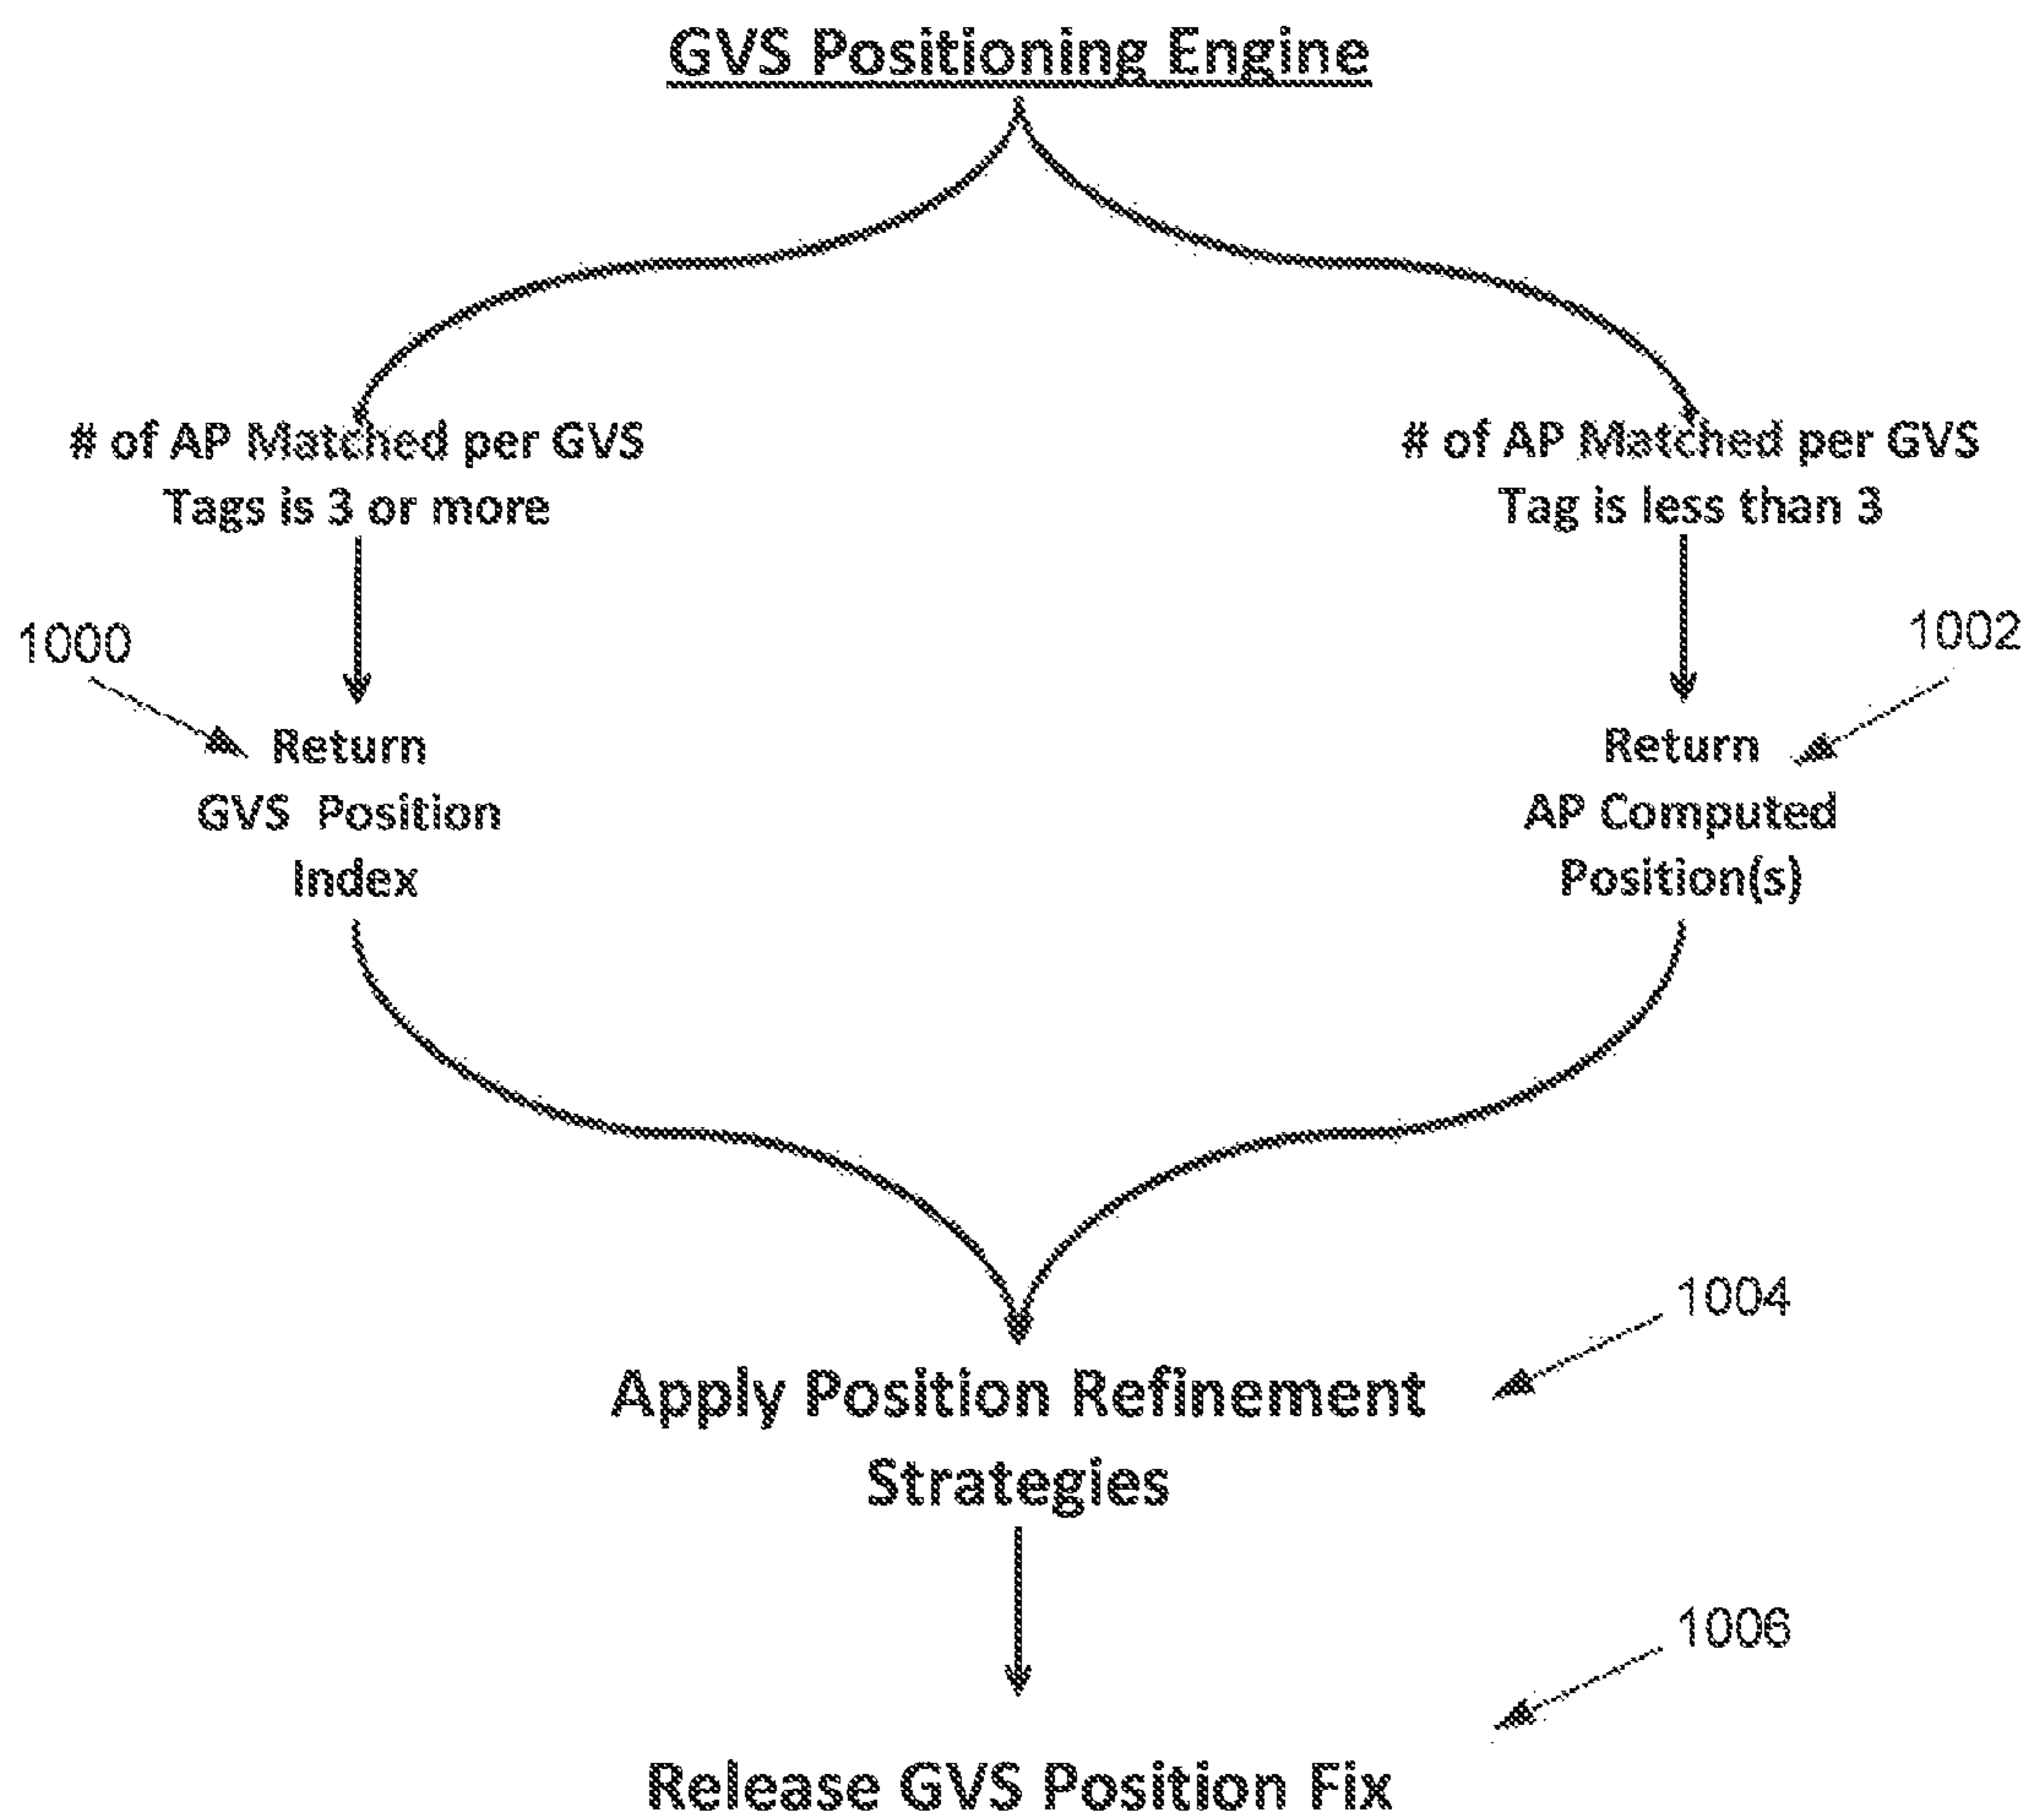 GVS Positioning Engine
# of AP Matched per GVS
Tags is 3 or more
# of AP Matched per GVS
Tag is less than 3
1000
1002
Return
GVS Position
Index
Return
AP Computed
Position(s)
1004
Apply Position Refinement
Strategies
1006
Release GVS Position Fix